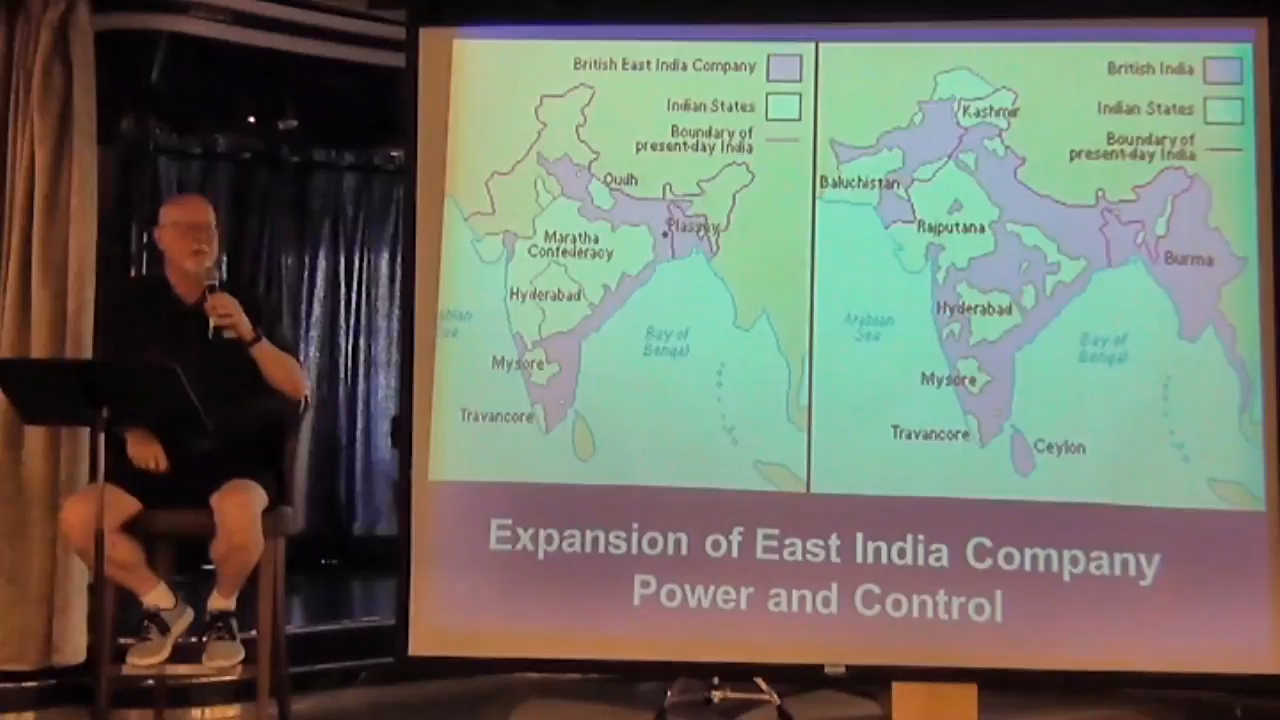 British East India Company
Indian States
Boundary of
present-day India
Oudh
Plassey
Maratha
Confederacy
Hyderabad
Bay of
Bengal
Mysore
Travancore
British India
Indian States
Boundary of
present-day India
Kashmir
Baluchistan
Rajputana
Burma
Hyderabad
Arabian
Sea
Bay of
Bengal
Mysore
Travancore
Ceylon
Expansion of East India Company
Power and Control